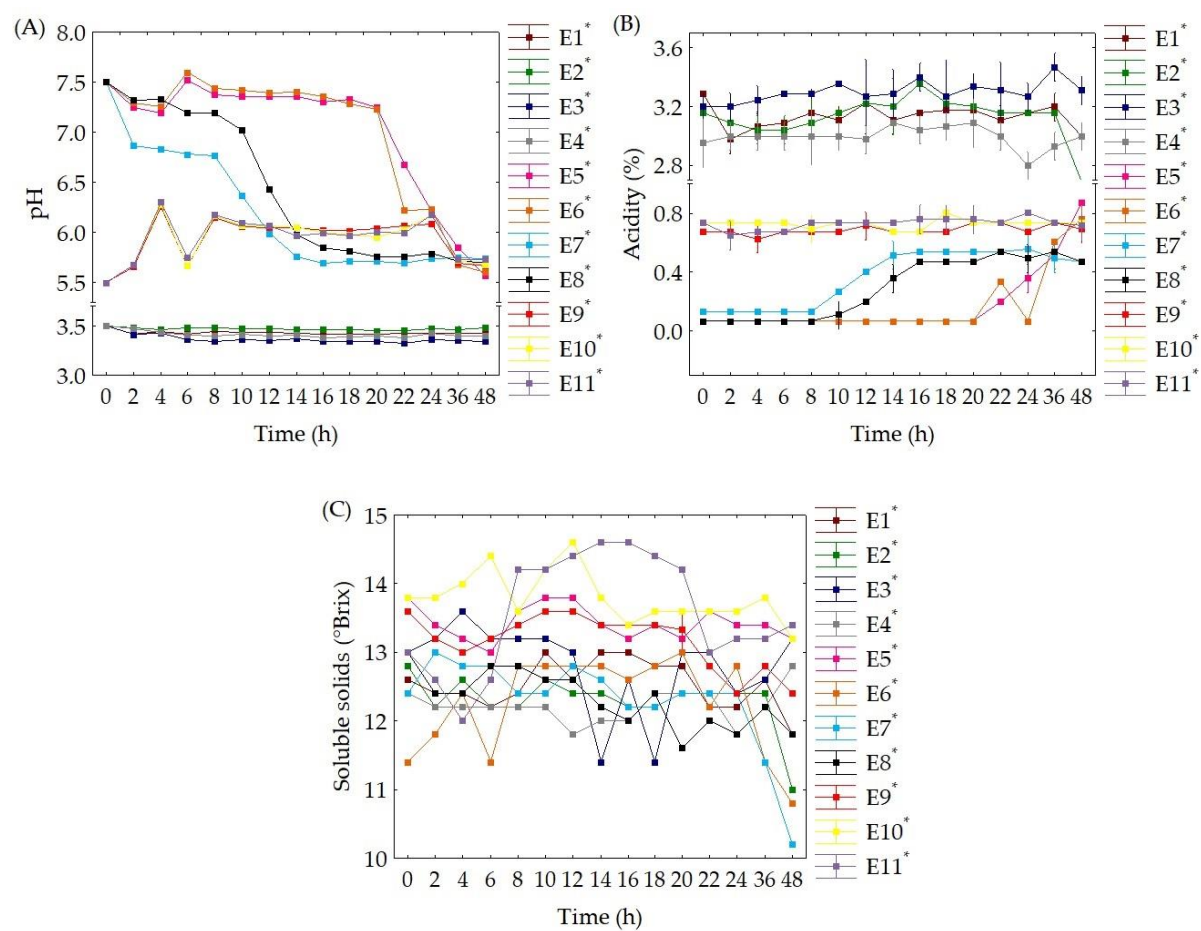 (A)
8.0
7.5
7.0
6.5
6.0
5.5
3.5
3.0
pH
0 2 4 6 8 10 12 14 16 18 20 22 24 36 48
Time (h)
E1*
E2*
E3*
E4*
E5*
E6*
E7*
E8*
E9*
E10*
E11*
(B)
3.6
3.2
2.8
0.8
0.4
0.0
Acidity (%)
0 2 4 6 8 10 12 14 16 18 20 22 24 36 48
Time (h)
E1*
E2*
E3*
E4*
E5*
E6*
E7*
E8*
E9*
E10*
E11*
(C)
15
14
13
12
11
10
Soluble solids (°Brix)
0 2 4 6 8 10 12 14 16 18 20 22 24 36 48
Time (h)
E1*
E2*
E3*
E4*
E5*
E6*
E7*
E8*
E9*
E10*
E11*